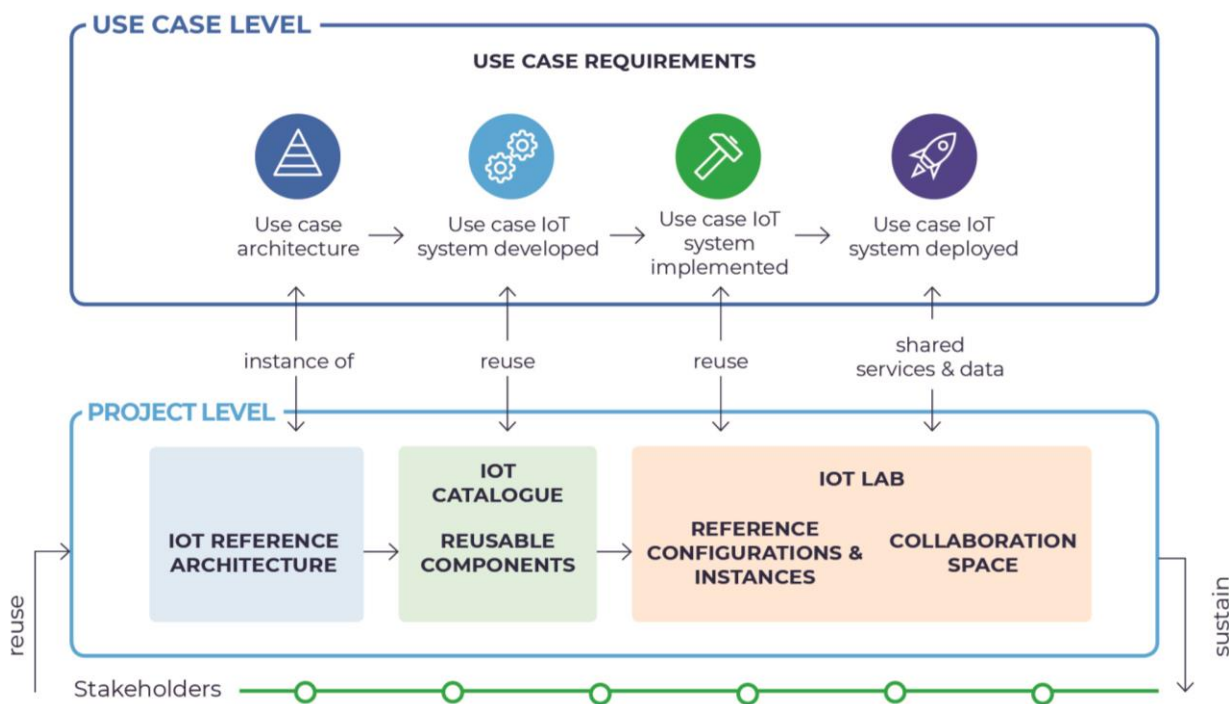 USE CASE LEVEL
USE CASE REQUIREMENTS
Use case
architecture
Use case IoT
system developed
Use case IoT
system
implemented
Use case IoT
system deployed
instance of
reuse
reuse
shared
services & data
PROJECT LEVEL
IOT REFERENCE
ARCHITECTURE
IOT
CATALOGUE
REUSABLE
COMPONENTS
IOT LAB
REFERENCE
CONFIGURATIONS &
INSTANCES
COLLABORATION
SPACE
reuse
sustain
Stakeholders